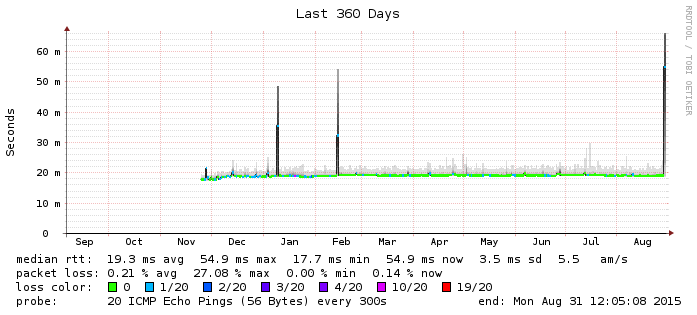 Last 360 Days
RRDTOOL / TOBI OETIKER
Seconds
60 m
50 m
40 m
30 m
20 m
10 m
0
Sep Oct Nov Dec Jan Feb Mar Apr May Jun Jul Aug
median rtt: 19.3 ms avg 54.9 ms max 17.7 ms min 54.9 ms now 3.5 ms sd 5.5 am/s
packet loss: 0.21 % avg 27.08 % max 0.00 % min 0.14 % now
loss color: 0 1/20 2/20 3/20 4/20 10/20 19/20
probe: 20 ICMP Echo Pings (56 Bytes) every 300s end: Mon Aug 31 12:05:08 2015